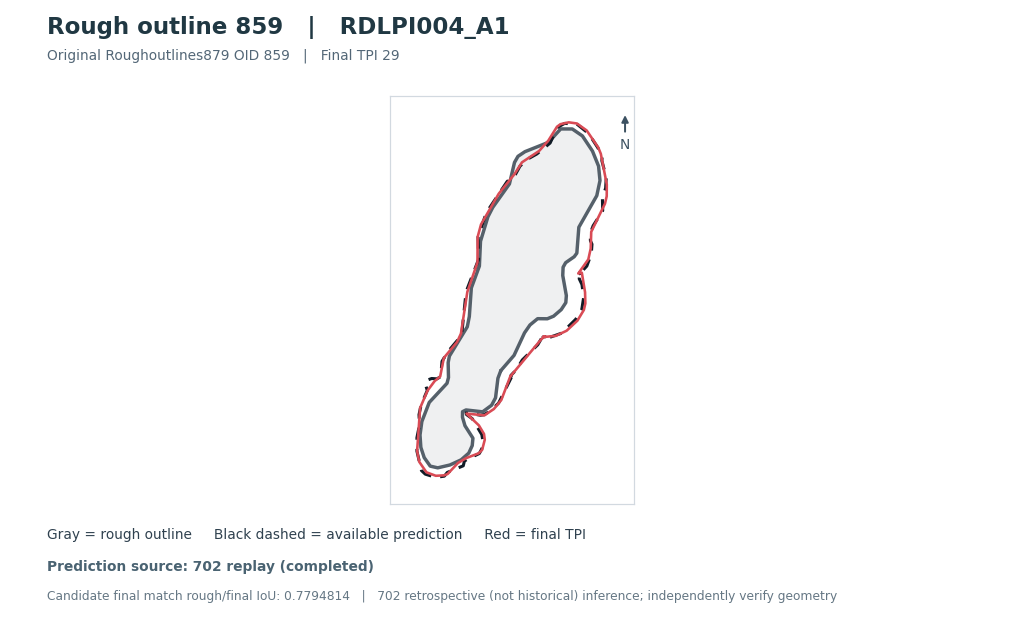 Rough outline 859   |   RDLPI004_A1
Original Roughoutlines879 OID 859   |   Final TPI 29
N
Gray = rough outline     Black dashed = available prediction     Red = final TPI
Prediction source: 702 replay (completed)
Candidate final match rough/final IoU: 0.7794814   |   702 retrospective (not historical) inference; independently verify geometry